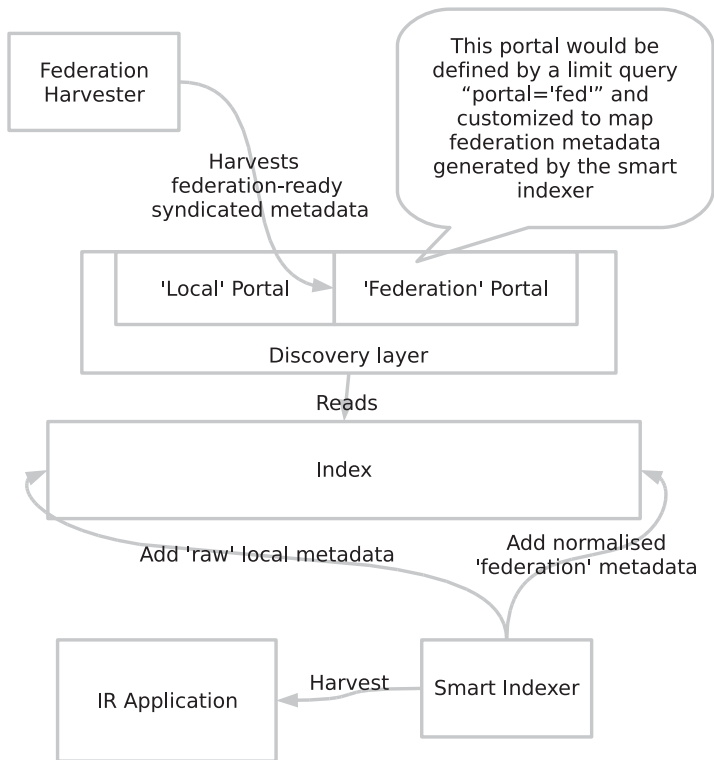 Federation
Harvester
This portal would be
defined by a limit query
“portal='fed'” and
customized to map
federation metadata
generated by the smart
indexer
Harvests
federation-ready
syndicated metadata
'Local' Portal
'Federation' Portal
Discovery layer
Reads
Index
Add 'raw' local metadata
Add normalised
'federation' metadata
IR Application
Harvest
Smart Indexer